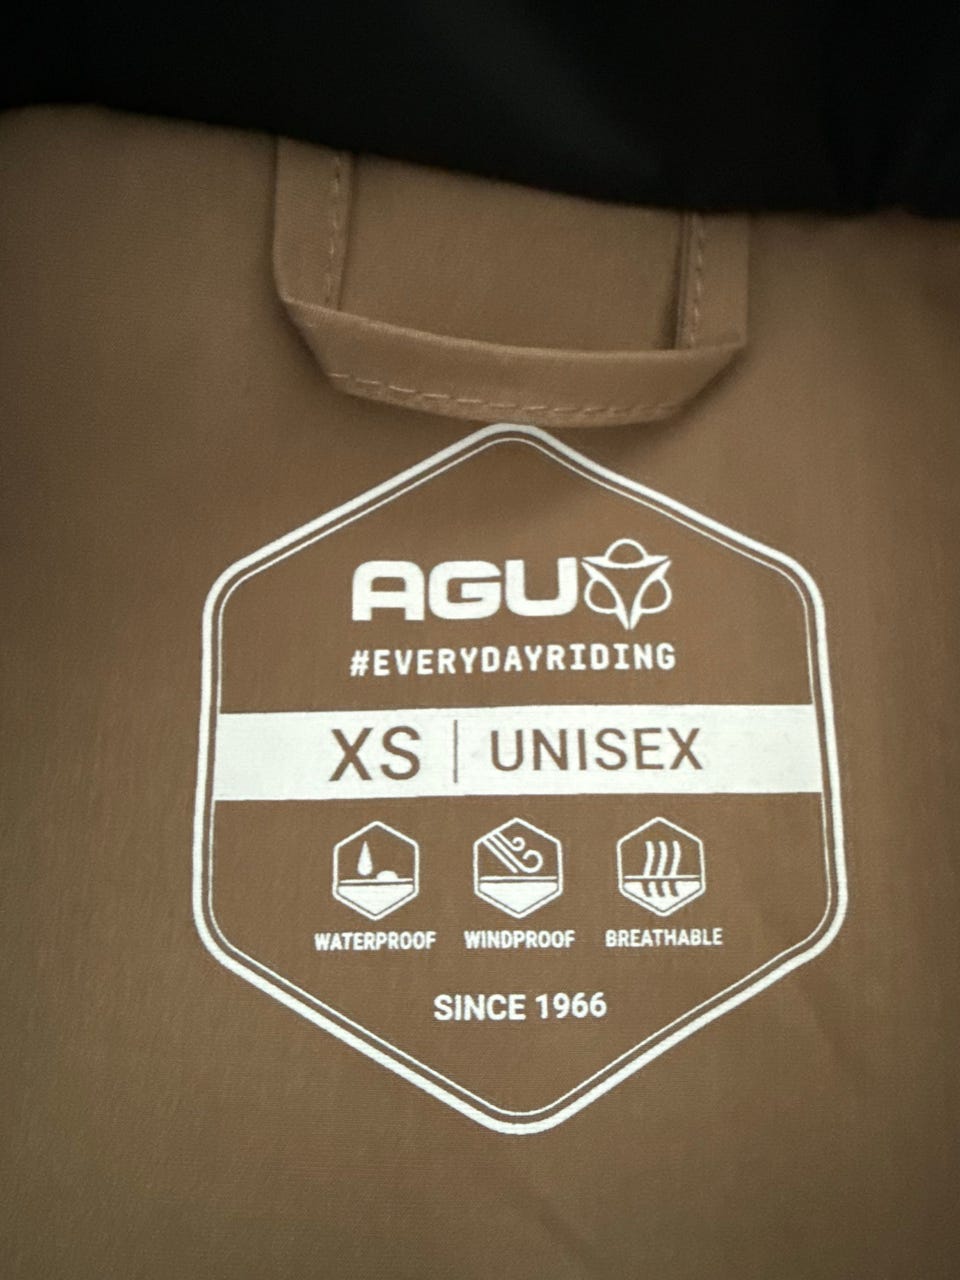 AGU
#EVERYDAYRIDING
XS | UNISEX
WATERPROOF WINDPROOF BREATHABLE
SINCE 1966